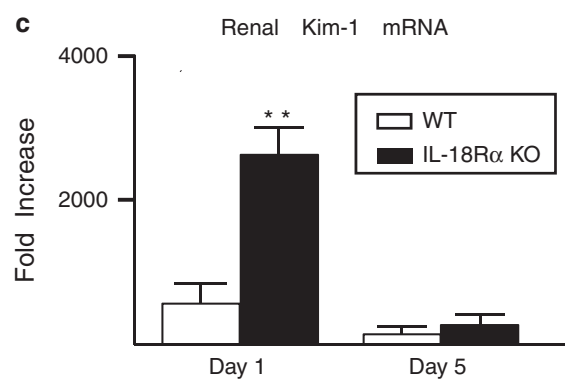 c
Renal Kim-1 mRNA
4000
2000
Fold Increase
* *
WT
IL-18Rα KO
Day 1
Day 5